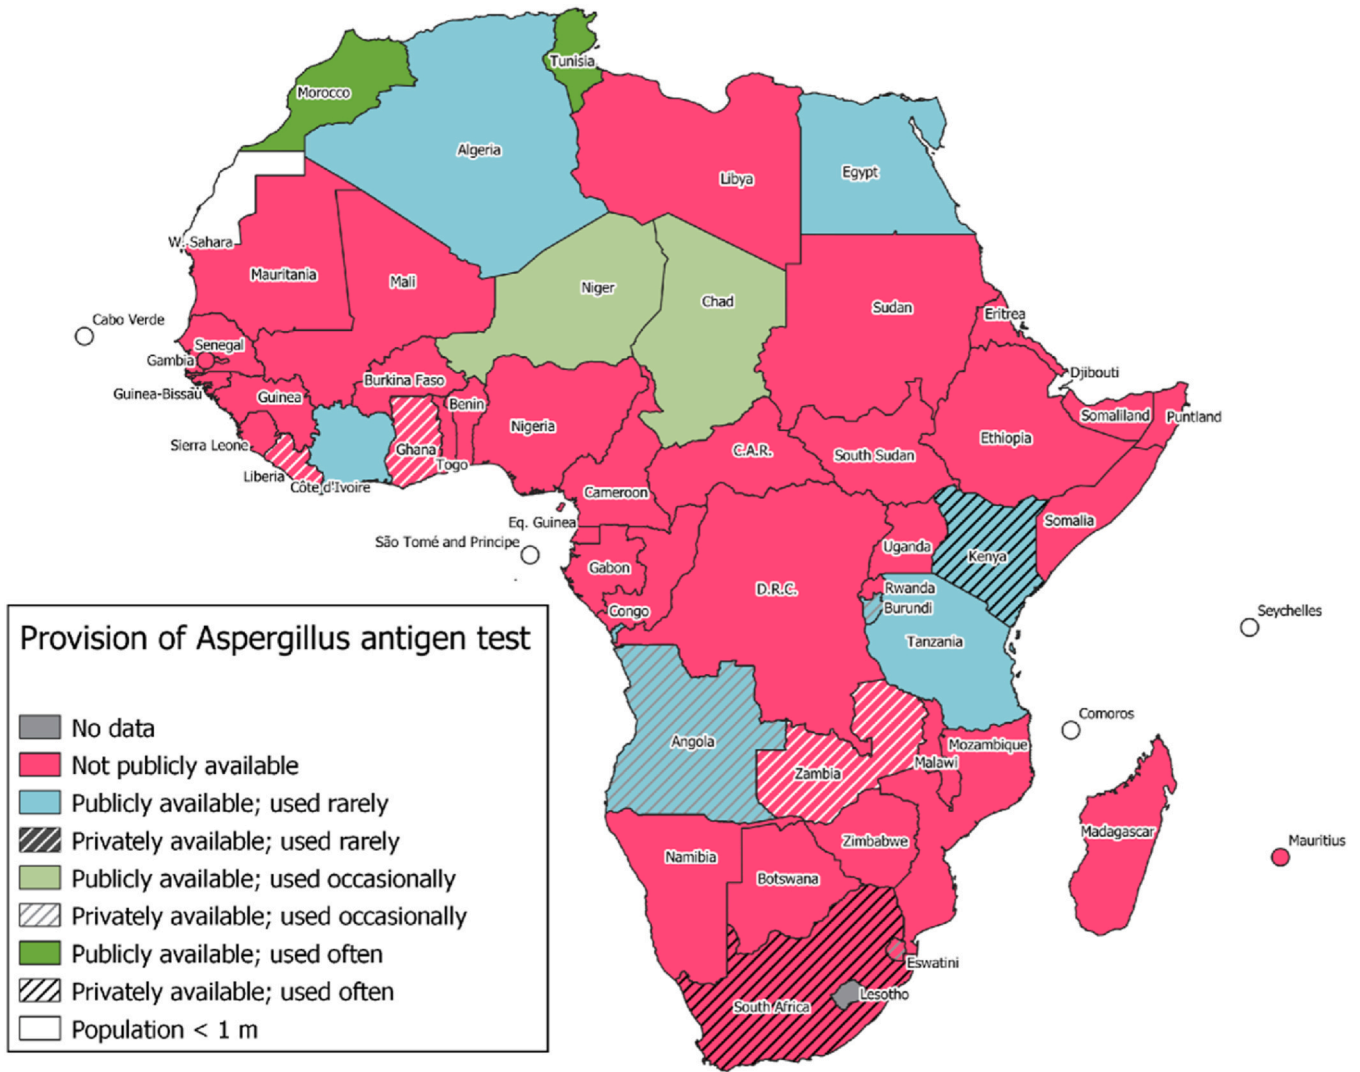 Tunisia
Morocco
Algeria
Libya
Egypt
W. Sahara
Mauritania
Mali
Niger
Chad
Sudan
Eritrea
Cabo Verde
Senegal
Gambia
Djibouti
Guinea-Bissau
Burkina Faso
Guinea
Benin
Somaliland
Puntland
Nigeria
Ethiopia
Sierra Leone
Ghana
C.A.R.
South Sudan
Togo
Liberia
Côte d'Ivoire
Cameroon
Eq. Guinea
Somalia
São Tomé and Principe
Uganda
Kenya
Gabon
D.R.C.
Rwanda
Congo
Burundi
Seychelles
Tanzania
Comoros
Angola
Mozambique
Malawi
Zambia
Madagascar
Mauritius
Zimbabwe
Namibia
Botswana
Eswatini
Lesotho
South Africa
Provision of Aspergillus antigen test
No data
Not publicly available
Publicly available; used rarely
Privately available; used rarely
Publicly available; used occasionally
Privately available; used occasionally
Publicly available; used often
Privately available; used often
Population < 1 m